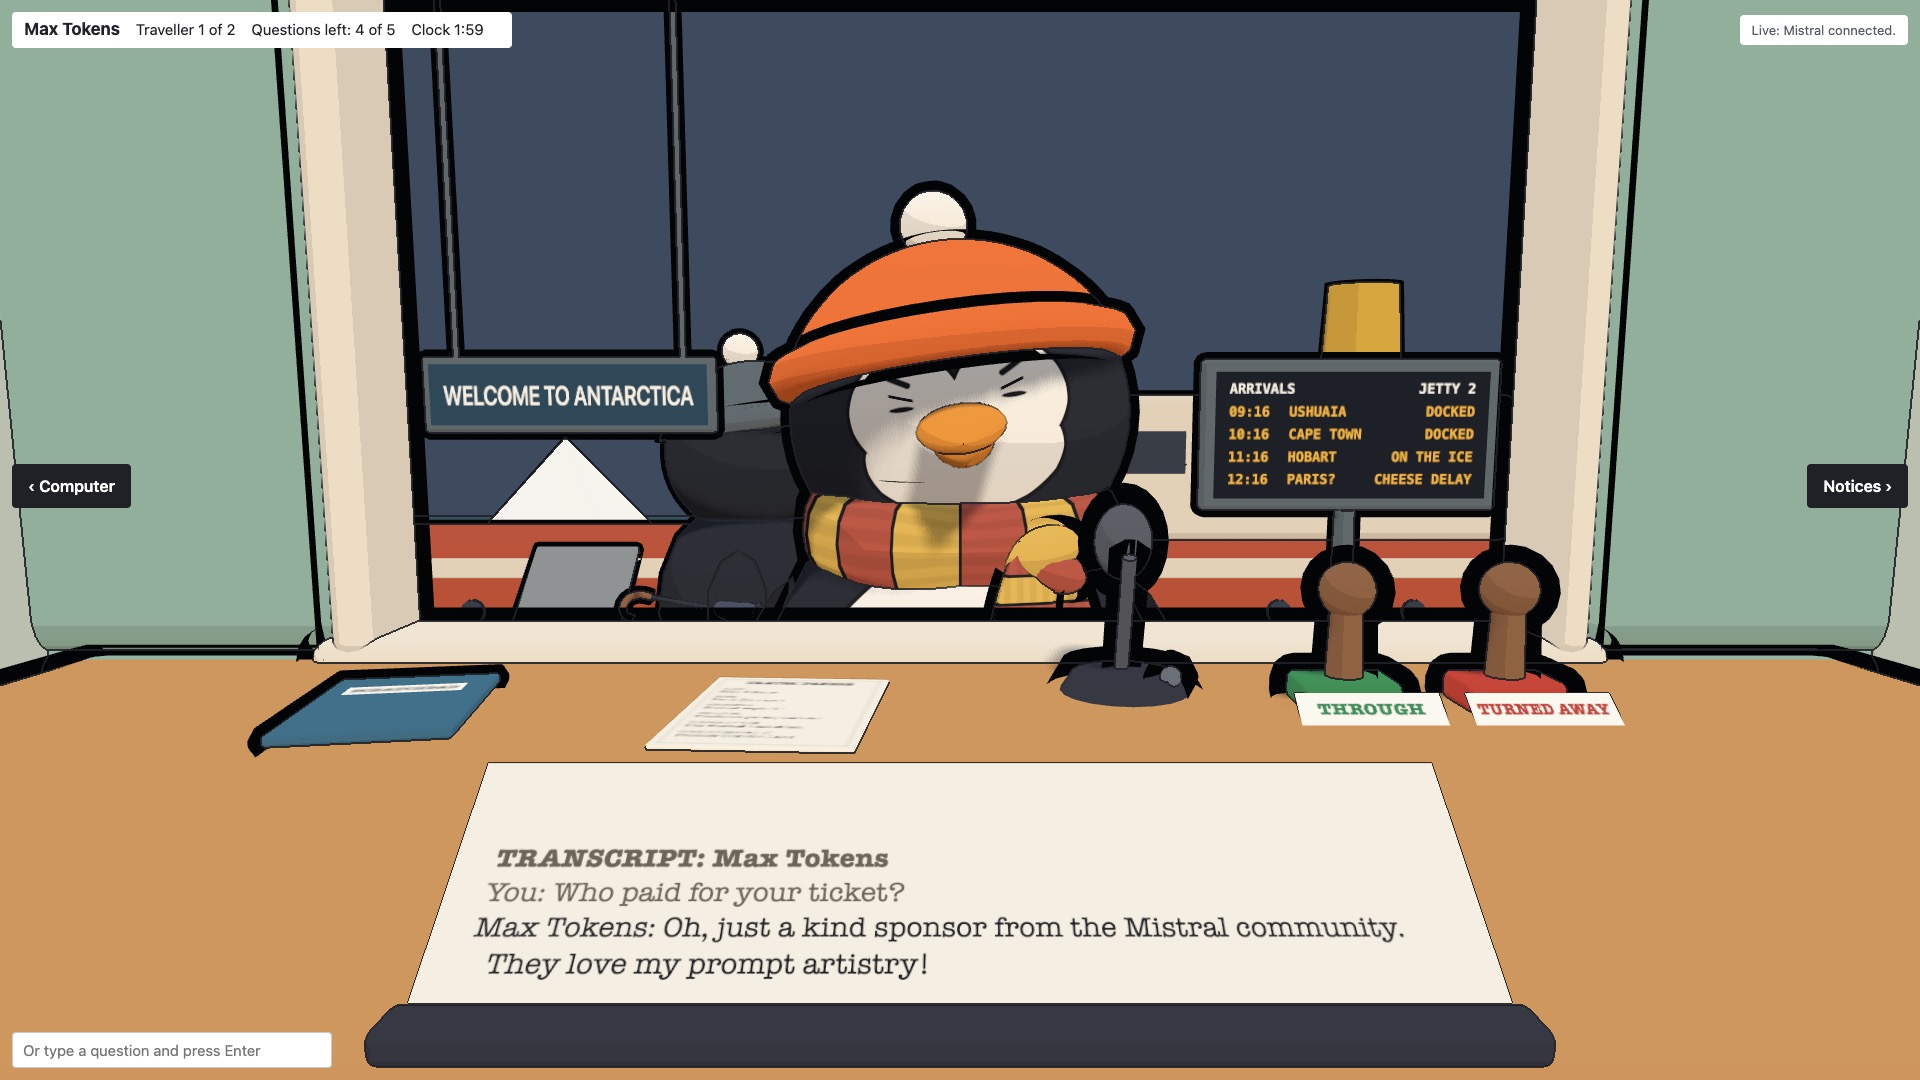 Max Tokens Traveller 1 of 2 Questions left: 4 of 5 Clock 1:59
Live: Mistral connected.
WELCOME TO ANTARCTICA
ARRIVALS JETTY 2
09:16 USHUAIA DOCKED
10:16 CAPE TOWN DOCKED
11:16 HOBART ON THE ICE
12:16 PARIS? CHEESE DELAY
‹ Computer
Notices ›
THROUGH
TURNED AWAY
TRANSCRIPT: Max Tokens
You: Who paid for your ticket?
Max Tokens: Oh, just a kind sponsor from the Mistral community.
They love my prompt artistry!
Or type a question and press Enter